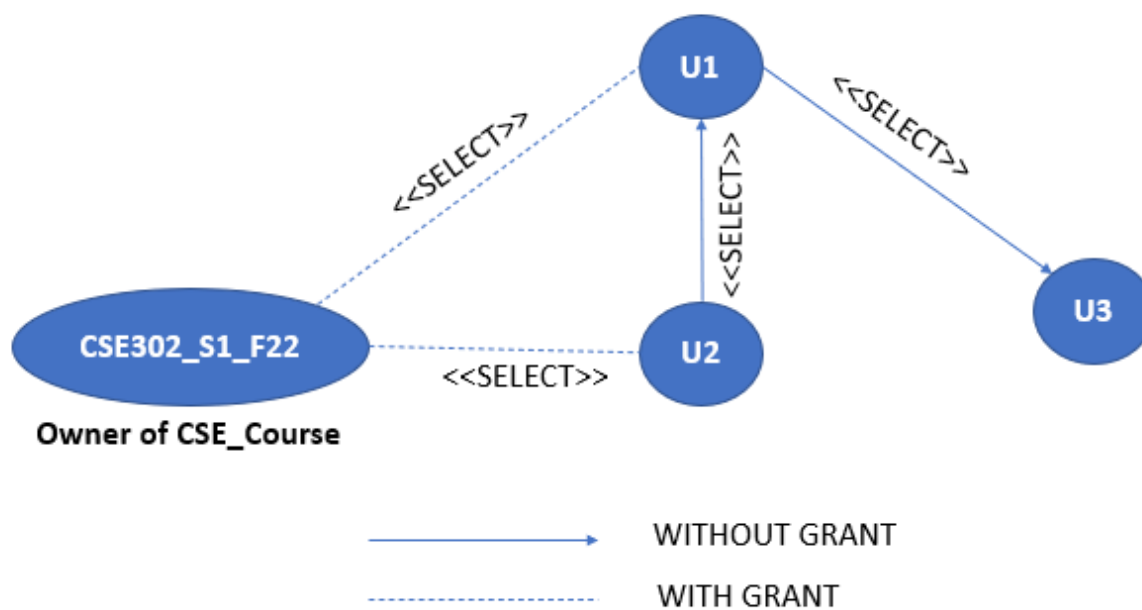 U1
<<SELECT>>
<<SELECT>>
<<SELECT>>
U3
CSE302_S1_F22
U2
<<SELECT>>
Owner of CSE_Course
WITHOUT GRANT
WITH GRANT